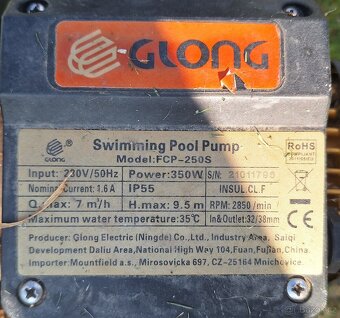 GLONG
GLONG ®
Swimming Pool Pump
Model:FCP-250S
RoHS
COMPLIANT
Input: 230V/50Hz Power:350W S/N:
Nominal Current: 1.6A IP55 INSUL.CL.F
Q.max: 7 m³/h H.max: 9.5 m RPM: 2850 /min
Maximum water temperature: 35℃ In&Outlet: 32/38mm
Producer: Glong Electric (Ningde) Co., Ltd., Industry Area, Saiqi
Development Daliu Area, National High Way 104, Fuan, Fujian, China.
Importer: Mountfield a.s., Mirosovicka 697, CZ-25164 Mnichovice